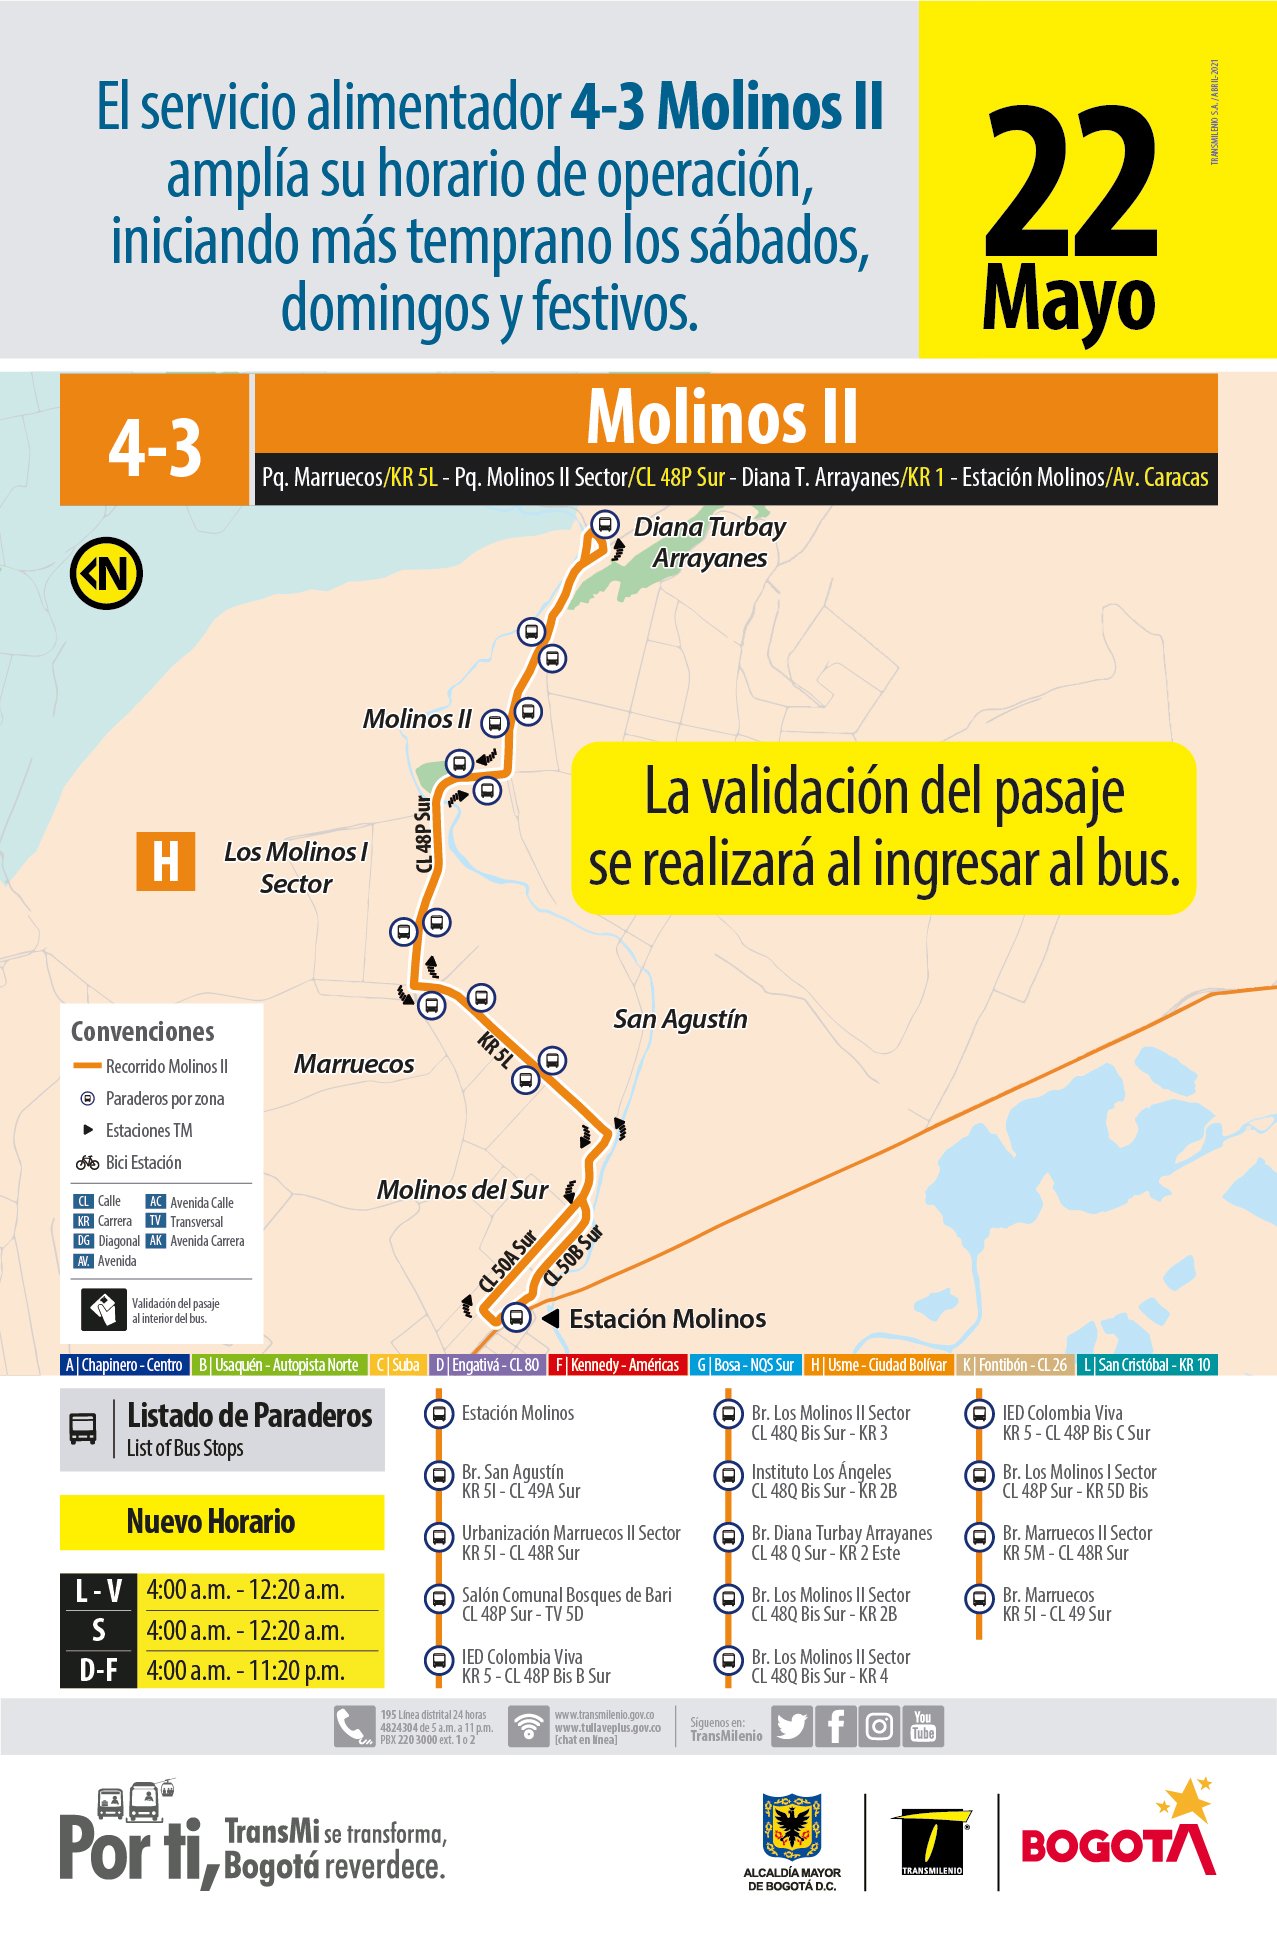 El servicio alimentador 4-3 Molinos II
amplía su horario de operación,
iniciando más temprano los sábados,
domingos y festivos.
22
Mayo
TRANSMILENIO S.A. / ABRIL-2021
4-3
Molinos II
Pq. Marruecos/KR 5L - Pq. Molinos II Sector/CL 48P Sur - Diana T. Arrayanes/KR 1 - Estación Molinos/Av. Caracas
N
Diana Turbay
Arrayanes
Molinos II
La validación del pasaje
se realizará al ingresar al bus.
CL 48P Sur
H
Los Molinos I
Sector
San Agustín
KR 5L
Marruecos
Molinos del Sur
CL 50A Sur
CL 50B Sur
Estación Molinos
Convenciones
Recorrido Molinos II
Paraderos por zona
Estaciones TM
Bici Estación
CL Calle
AC Avenida Calle
KR Carrera
TV Transversal
DG Diagonal
AK Avenida Carrera
AV. Avenida
Validación del pasaje
al interior del bus.
A | Chapinero - Centro
B | Usaquén - Autopista Norte
C | Suba
D | Engativá - CL 80
F | Kennedy - Américas
G | Bosa - NQS Sur
H | Usme - Ciudad Bolívar
K | Fontibón - CL 26
L | San Cristóbal - KR 10
Listado de Paraderos
List of Bus Stops
Nuevo Horario
L - V 4:00 a.m. - 12:20 a.m.
S 4:00 a.m. - 12:20 a.m.
D-F 4:00 a.m. - 11:20 p.m.
Estación Molinos
Br. San Agustín
KR 5I - CL 49A Sur
Urbanización Marruecos II Sector
KR 5I - CL 48R Sur
Salón Comunal Bosques de Bari
CL 48P Sur - TV 5D
IED Colombia Viva
KR 5 - CL 48P Bis B Sur
Br. Los Molinos II Sector
CL 48Q Bis Sur - KR 3
Instituto Los Ángeles
CL 48Q Bis Sur - KR 2B
Br. Diana Turbay Arrayanes
CL 48 Q Sur - KR 2 Este
Br. Los Molinos II Sector
CL 48Q Bis Sur - KR 2B
Br. Los Molinos II Sector
CL 48Q Bis Sur - KR 4
IED Colombia Viva
KR 5 - CL 48P Bis C Sur
Br. Los Molinos I Sector
CL 48P Sur - KR 5D Bis
Br. Marruecos II Sector
KR 5M - CL 48R Sur
Br. Marruecos
KR 5I - CL 49 Sur
195 Línea distrital 24 horas
4824304 de 5 a.m. a 11 p.m.
PBX 220 3000 ext. 1 o 2
www.transmilenio.gov.co
www.tullaveplus.gov.co
[chat en línea]
Síguenos en:
TransMilenio
You
Tube
Por ti,
TransMi se transforma,
Bogotá reverdece.
ALCALDÍA MAYOR
DE BOGOTÁ D.C.
TRANSMILENIO
®
BOGOTÁ